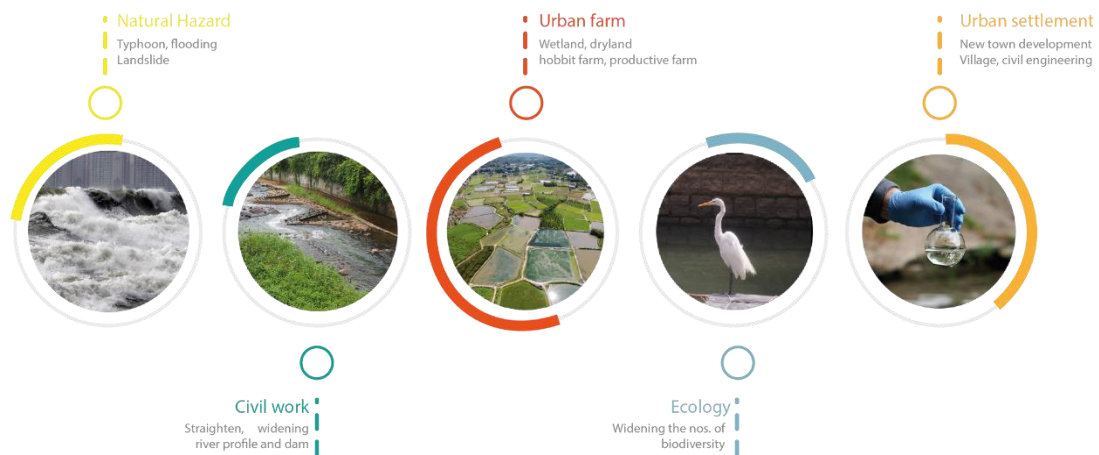 Natural Hazard
Typhoon, flooding
Landslide
Civil work
Straighten, widening
river profile and dam
Urban farm
Wetland, dryland
hobbit farm, productive farm
Ecology
Widening the nos. of
biodiversity
Urban settlement
New town development
Village, civil engineering